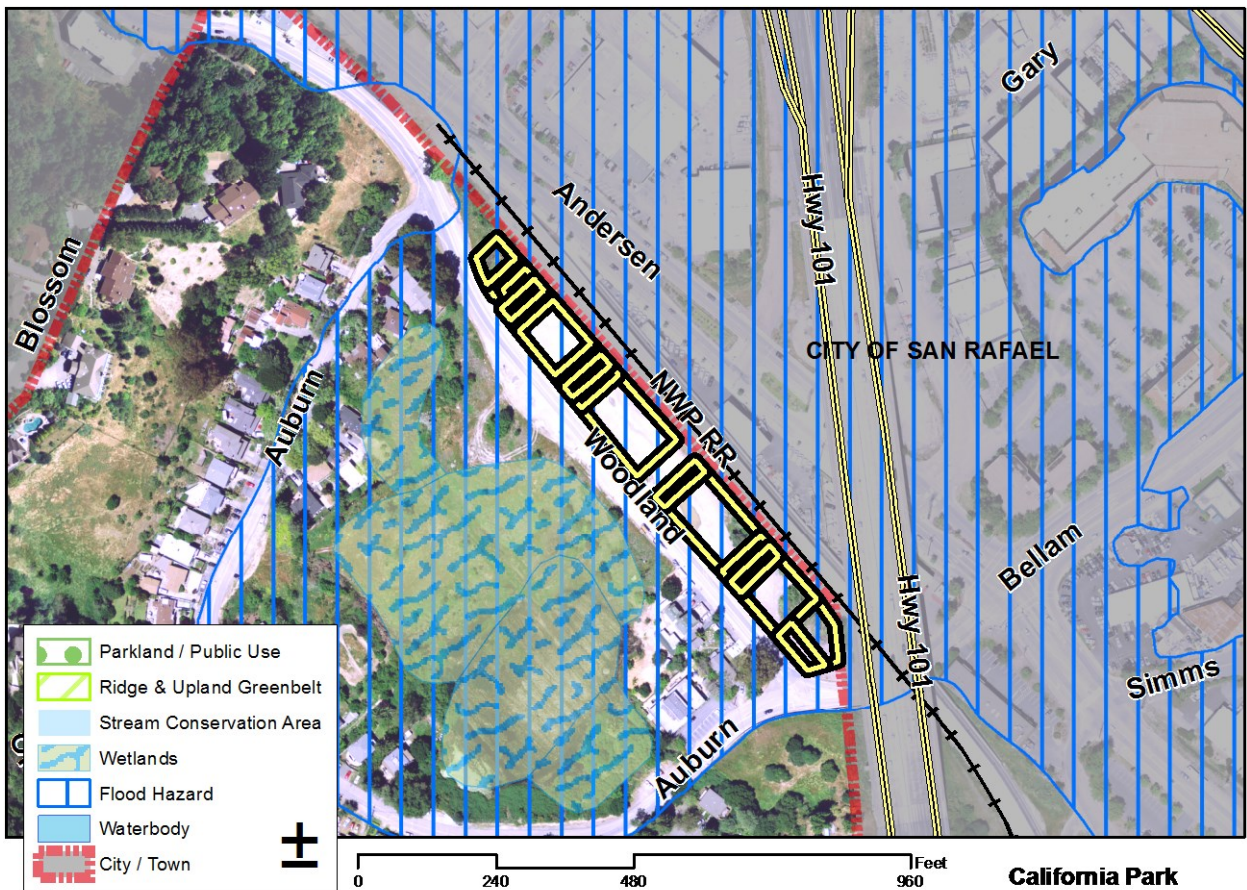 Gary
Andersen
Hwy 101
Blossom
CITY OF SAN RAFAEL
Auburn
NWP RR
Woodland
Bellam
Hwy 101
Simms
Auburn
Parkland / Public Use
Ridge & Upland Greenbelt
Stream Conservation Area
Wetlands
Flood Hazard
Waterbody
City / Town
±
Feet
0 240 480 960
California Park